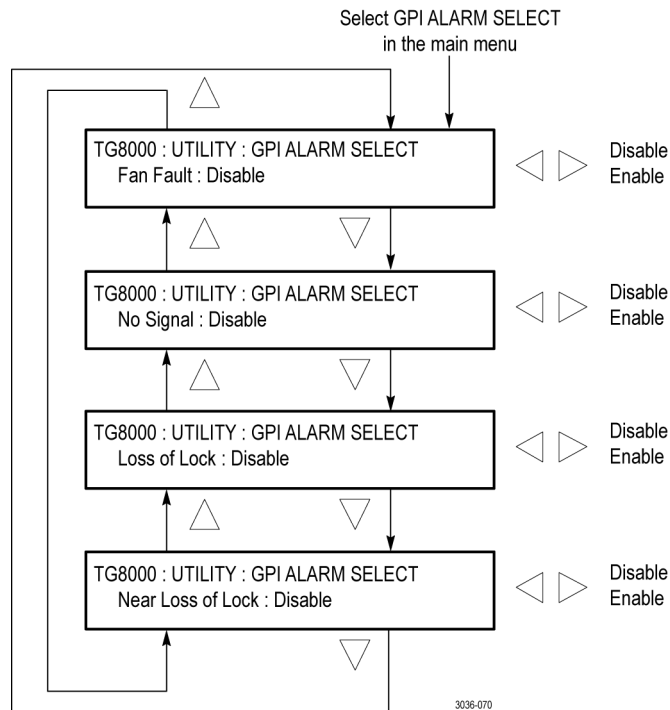 Select GPI ALARM SELECT
in the main menu
TG8000 : UTILITY : GPI ALARM SELECT
Fan Fault : Disable
Disable
Enable
TG8000 : UTILITY : GPI ALARM SELECT
No Signal : Disable
Disable
Enable
TG8000 : UTILITY : GPI ALARM SELECT
Loss of Lock : Disable
Disable
Enable
TG8000 : UTILITY : GPI ALARM SELECT
Near Loss of Lock : Disable
Disable
Enable
3036-070